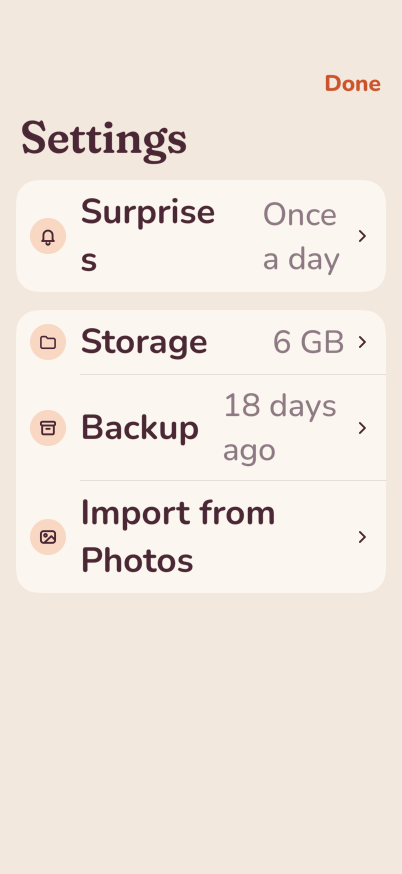 Done
Settings
Surprise
s
Once
a day
Storage
6 GB
Backup
18 days
ago
Import from
Photos